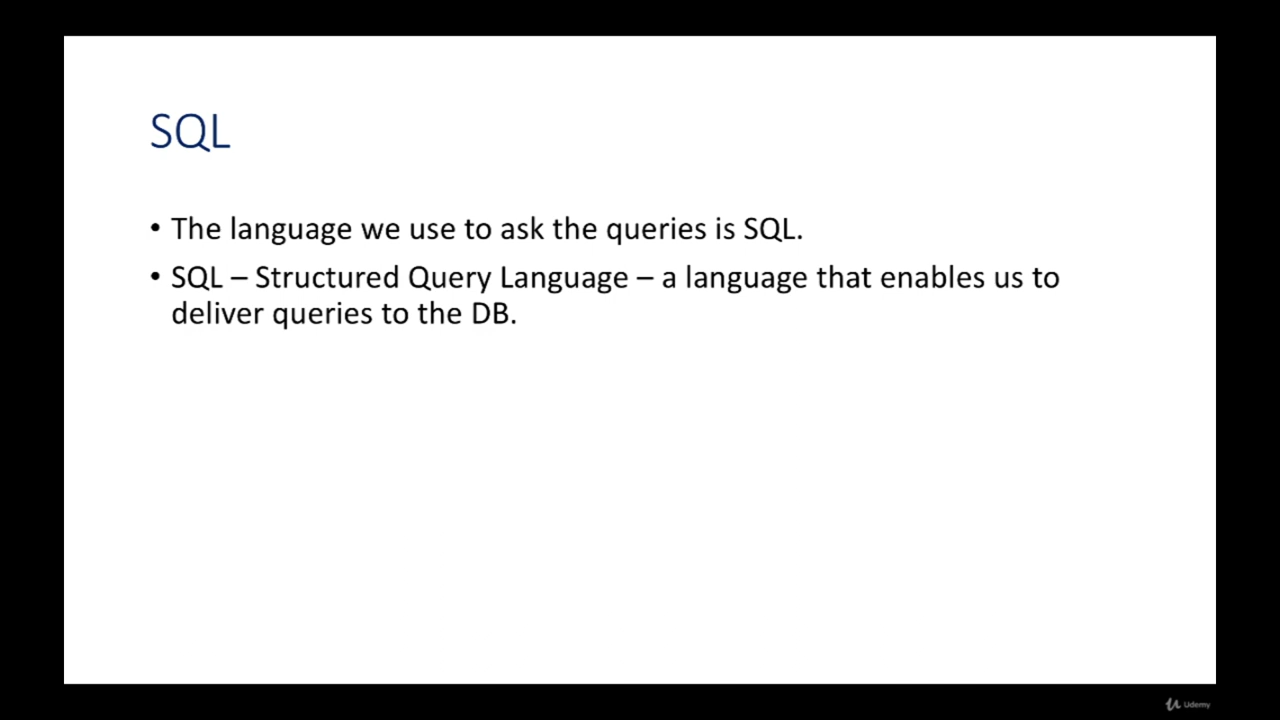 SQL
• The language we use to ask the queries is SQL.
• SQL – Structured Query Language – a language that enables us to
deliver queries to the DB.
Udemy